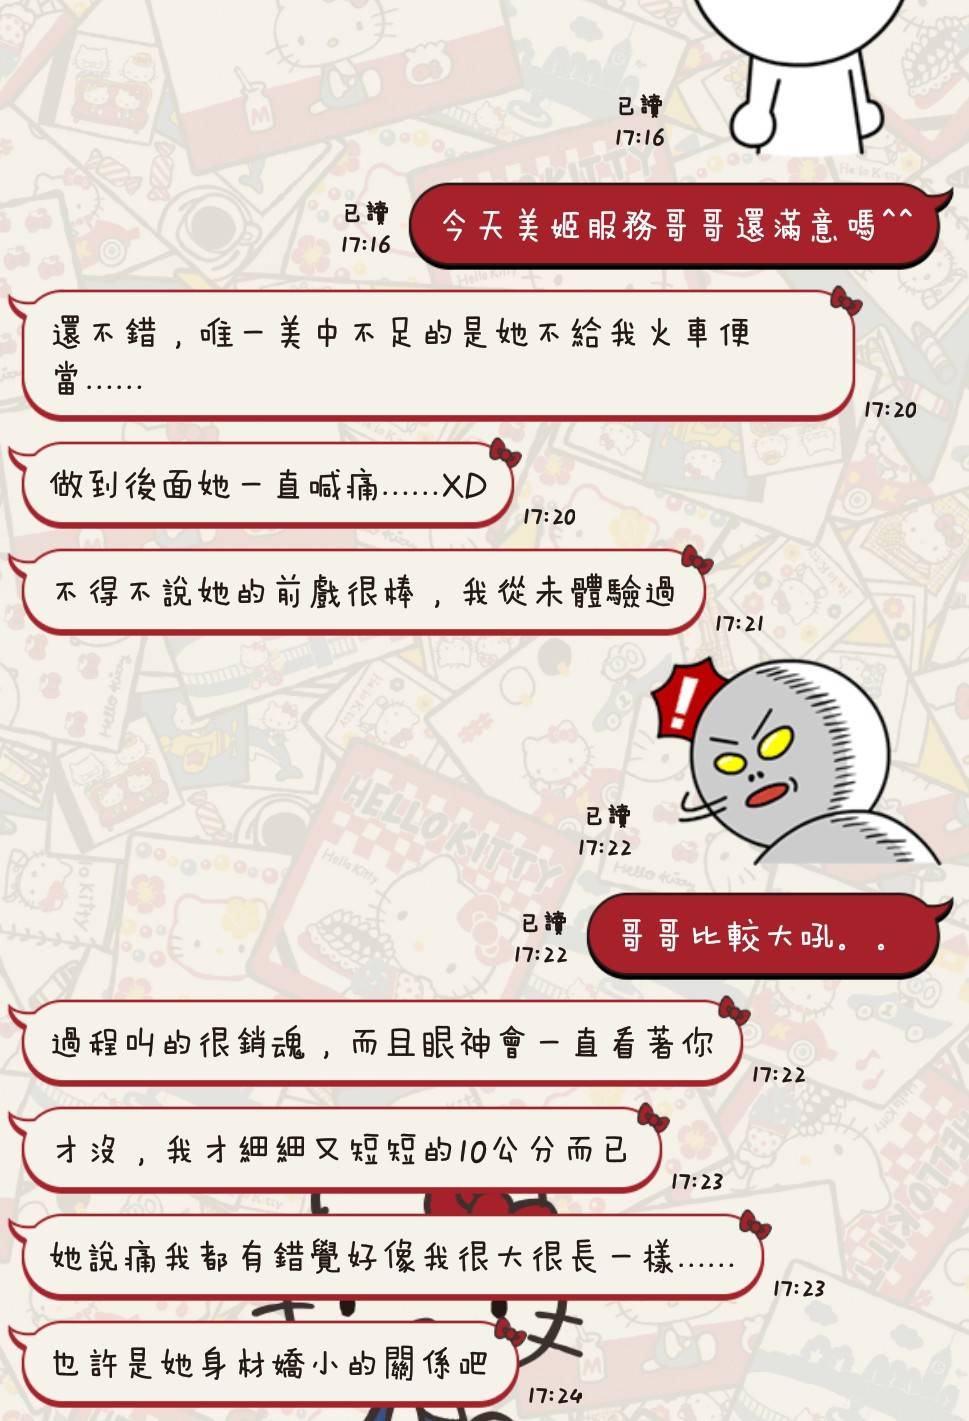 已讀
17:16
今天美姬服務哥哥還滿意嗎^^
已讀
17:16
還不錯，唯一美中不足的是她不給我火車便
當......
17:20
做到後面她一直喊痛......XD
17:20
不得不說她的前戲很棒，我從未體驗過
17:21
!
已讀
17:22
哥哥比較大吼。。
已讀
17:22
過程叫的很銷魂，而且眼神會一直看著你
17:22
才沒，我才細細又短短的10公分而已
17:23
她說痛我都有錯覺好像我很大很長一樣......
17:23
也許是她身材嬌小的關係吧
17:24
HELLO KITTY
Hello Kitty